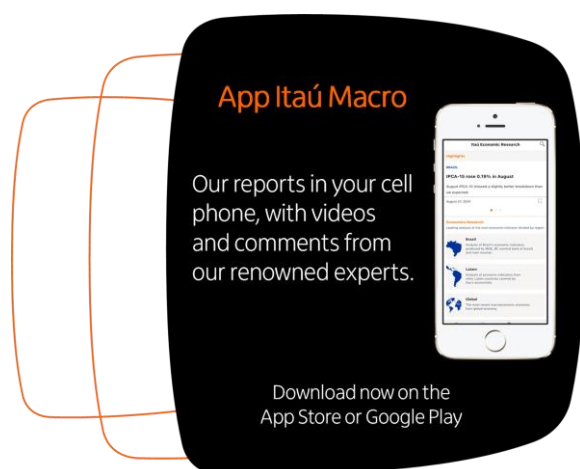 App Itaú Macro
Our reports in your cell
phone, with videos
and comments from
our renowned experts.
Itaú Economic Research
Highlights
IPCA-15 rose 0.19% in August
Brazil
Latam
Global
Download now on the
App Store or Google Play